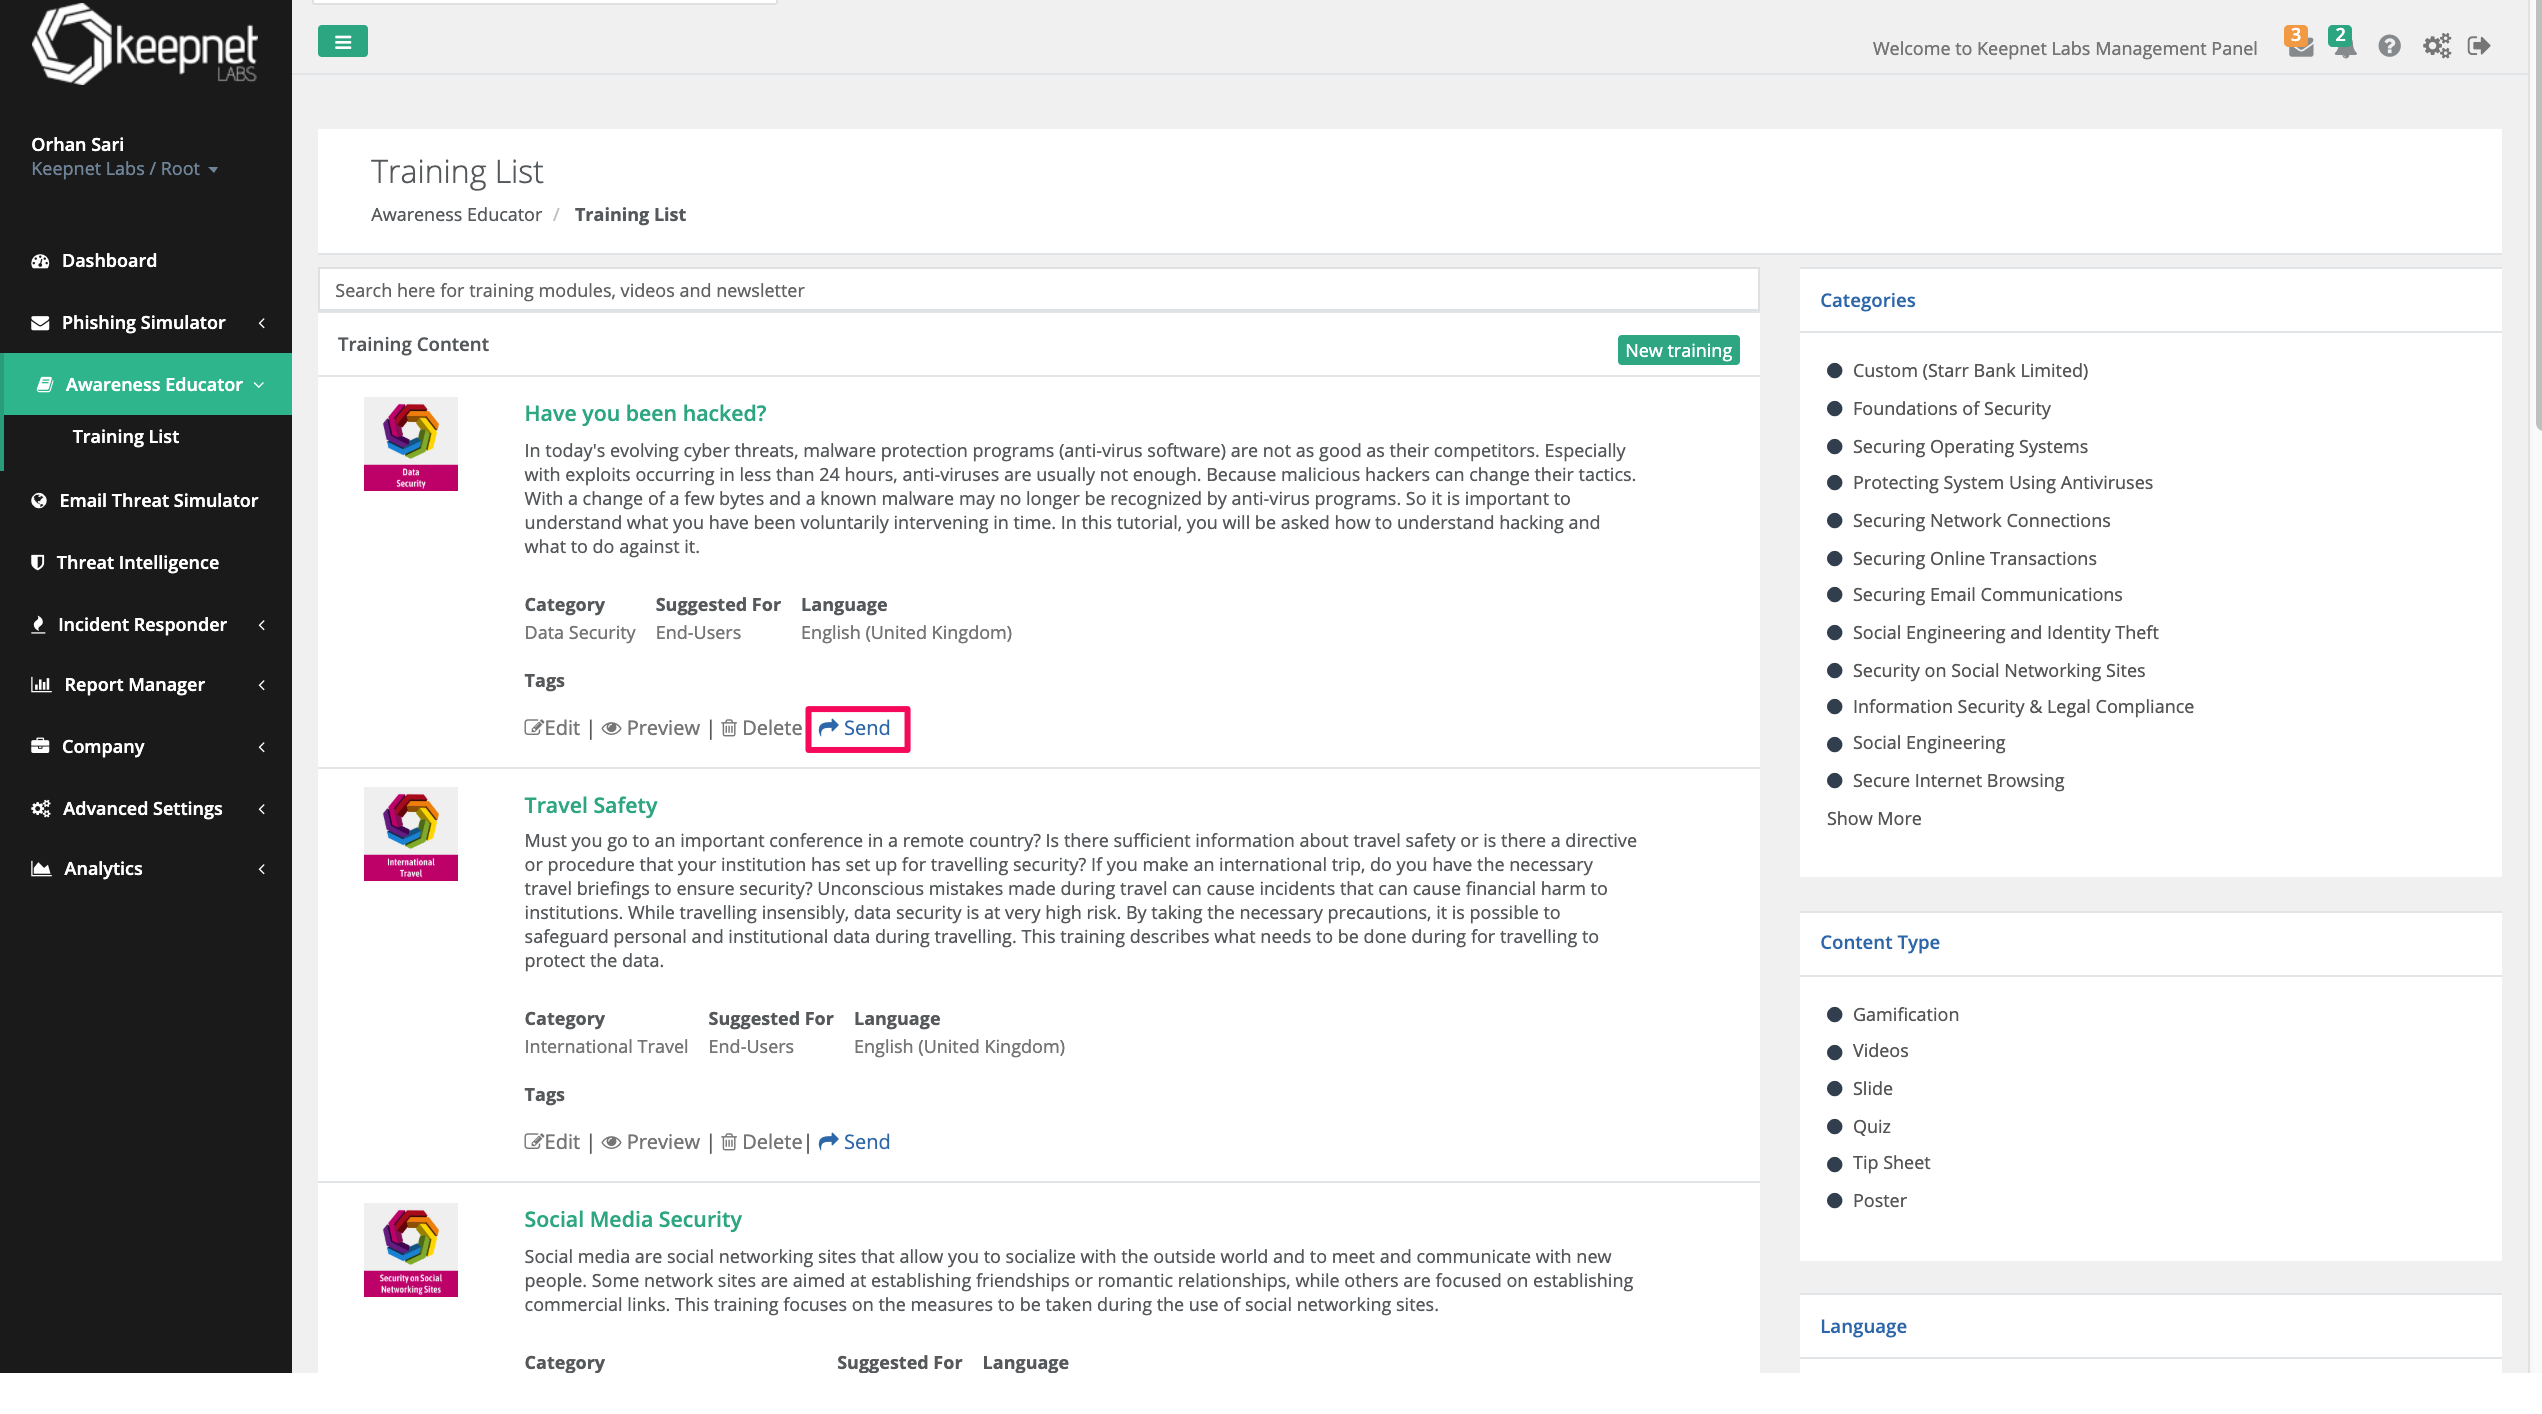 keepnet
LABS
Welcome to Keepnet Labs Management Panel
3
2
Orhan Sari
Keepnet Labs / Root
Dashboard
Phishing Simulator
Awareness Educator
Training List
Email Threat Simulator
Threat Intelligence
Incident Responder
Report Manager
Company
Advanced Settings
Analytics
Training List
Awareness Educator / Training List
Search here for training modules, videos and newsletter
Training Content
New training
Data
Security
Have you been hacked?
In today's evolving cyber threats, malware protection programs (anti-virus software) are not as good as their competitors. Especially
with exploits occurring in less than 24 hours, anti-viruses are usually not enough. Because malicious hackers can change their tactics.
With a change of a few bytes and a known malware may no longer be recognized by anti-virus programs. So it is important to
understand what you have been voluntarily intervening in time. In this tutorial, you will be asked how to understand hacking and
what to do against it.
Category Suggested For Language
Data Security End-Users English (United Kingdom)
Tags
Edit | Preview | Delete Send
International
Travel
Travel Safety
Must you go to an important conference in a remote country? Is there sufficient information about travel safety or is there a directive
or procedure that your institution has set up for travelling security? If you make an international trip, do you have the necessary
travel briefings to ensure security? Unconscious mistakes made during travel can cause incidents that can cause financial harm to
institutions. While travelling insensibly, data security is at very high risk. By taking the necessary precautions, it is possible to
safeguard personal and institutional data during travelling. This training describes what needs to be done during for travelling to
protect the data.
Category Suggested For Language
International Travel End-Users English (United Kingdom)
Tags
Edit | Preview | Delete | Send
Security on Social
Networking Sites
Social Media Security
Social media are social networking sites that allow you to socialize with the outside world and to meet and communicate with new
people. Some network sites are aimed at establishing friendships or romantic relationships, while others are focused on establishing
commercial links. This training focuses on the measures to be taken during the use of social networking sites.
Category Suggested For Language
Categories
Custom (Starr Bank Limited)
Foundations of Security
Securing Operating Systems
Protecting System Using Antiviruses
Securing Network Connections
Securing Online Transactions
Securing Email Communications
Social Engineering and Identity Theft
Security on Social Networking Sites
Information Security & Legal Compliance
Social Engineering
Secure Internet Browsing
Show More
Content Type
Gamification
Videos
Slide
Quiz
Tip Sheet
Poster
Language